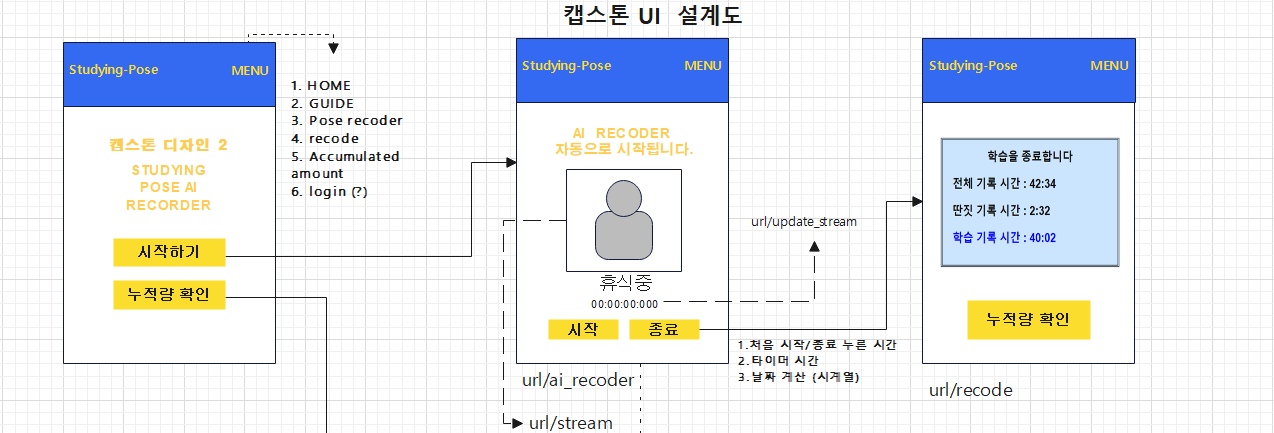 캡스톤 UI 설계도
Studying-Pose MENU
캡스톤 디자인 2
STUDYING
POSE AI
RECORDER
시작하기
누적량 확인
1. HOME
2. GUIDE
3. Pose recoder
4. recode
5. Accumulated
amount
6. login (?)
Studying-Pose MENU
AI RECODER
자동으로 시작됩니다.
휴식중
00:00:00:000
시작 종료
url/ai_recoder
url/stream
url/update_stream
1.처음 시작/종료 누른 시간
2.타이머 시간
3.날짜 계산 (시계열)
Studying-Pose MENU
학습을 종료합니다
전체 기록 시간 : 42:34
딴짓 기록 시간 : 2:32
학습 기록 시간 : 40:02
누적량 확인
url/recode